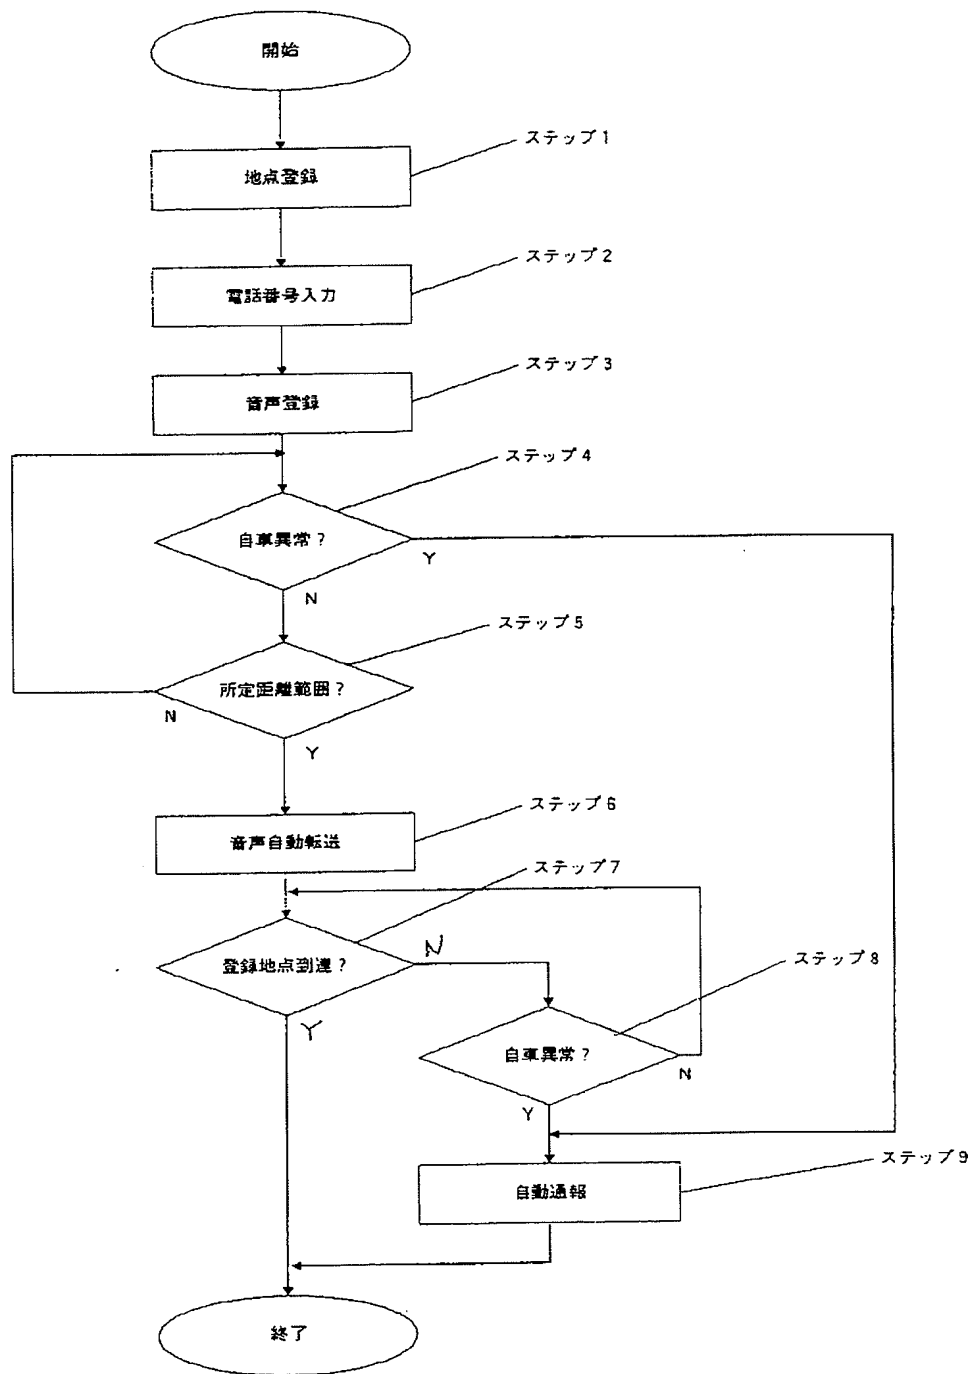 開始
ステップ1
地点登録
ステップ2
電話番号入力
ステップ3
音声登録
ステップ4
自車異常?
Y
N
ステップ5
所定距離範囲?
N
Y
ステップ6
音声自動転送
ステップ7
登録地点到達?
N
Y
ステップ8
自車異常?
N
Y
ステップ9
自動通報
終了